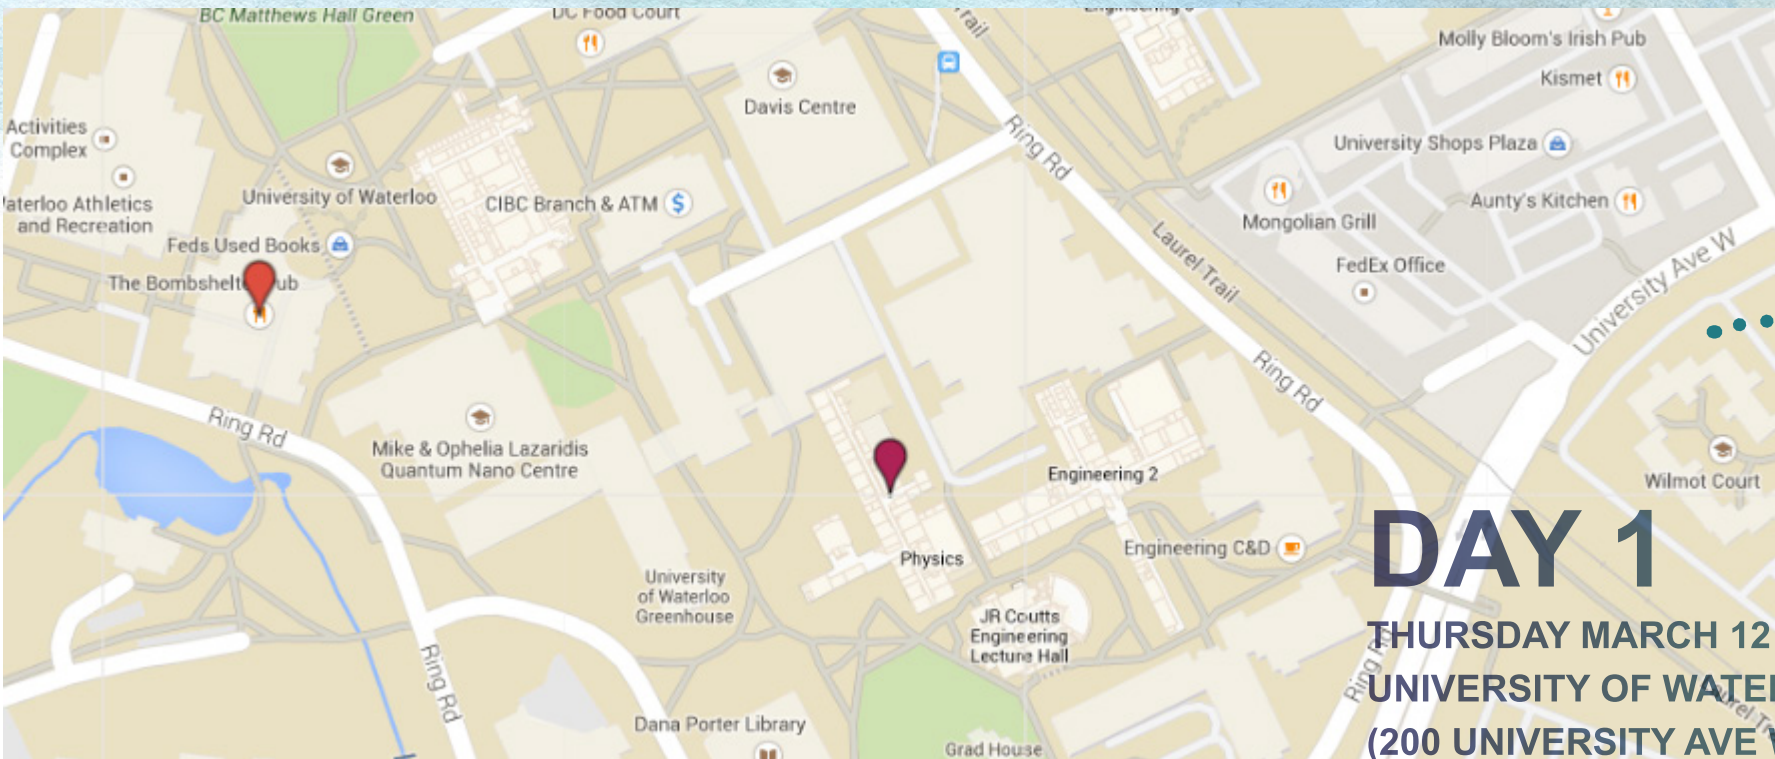 BC Matthews Hall Green
DC Food Court
Trail
Molly Bloom's Irish Pub
Kismet
Davis Centre
Activities
Complex
Ring Rd
University Shops Plaza
University of Waterloo
CIBC Branch & ATM
Aunty's Kitchen
Waterloo Athletics
and Recreation
Mongolian Grill
Feds Used Books
Laurel Trail
FedEx Office
University Ave W
The Bombshelt ub
Ring Rd
Ring Rd
Mike & Ophelia Lazaridis
Quantum Nano Centre
Engineering 2
Wilmot Court
Physics
Engineering C&D
University
of Waterloo
Greenhouse
JR Coutts
Engineering
Lecture Hall
Ring Rd
Dana Porter Library
Grad House
DAY 1
THURSDAY MARCH 12
UNIVERSITY OF WATER
(200 UNIVERSITY AVE W